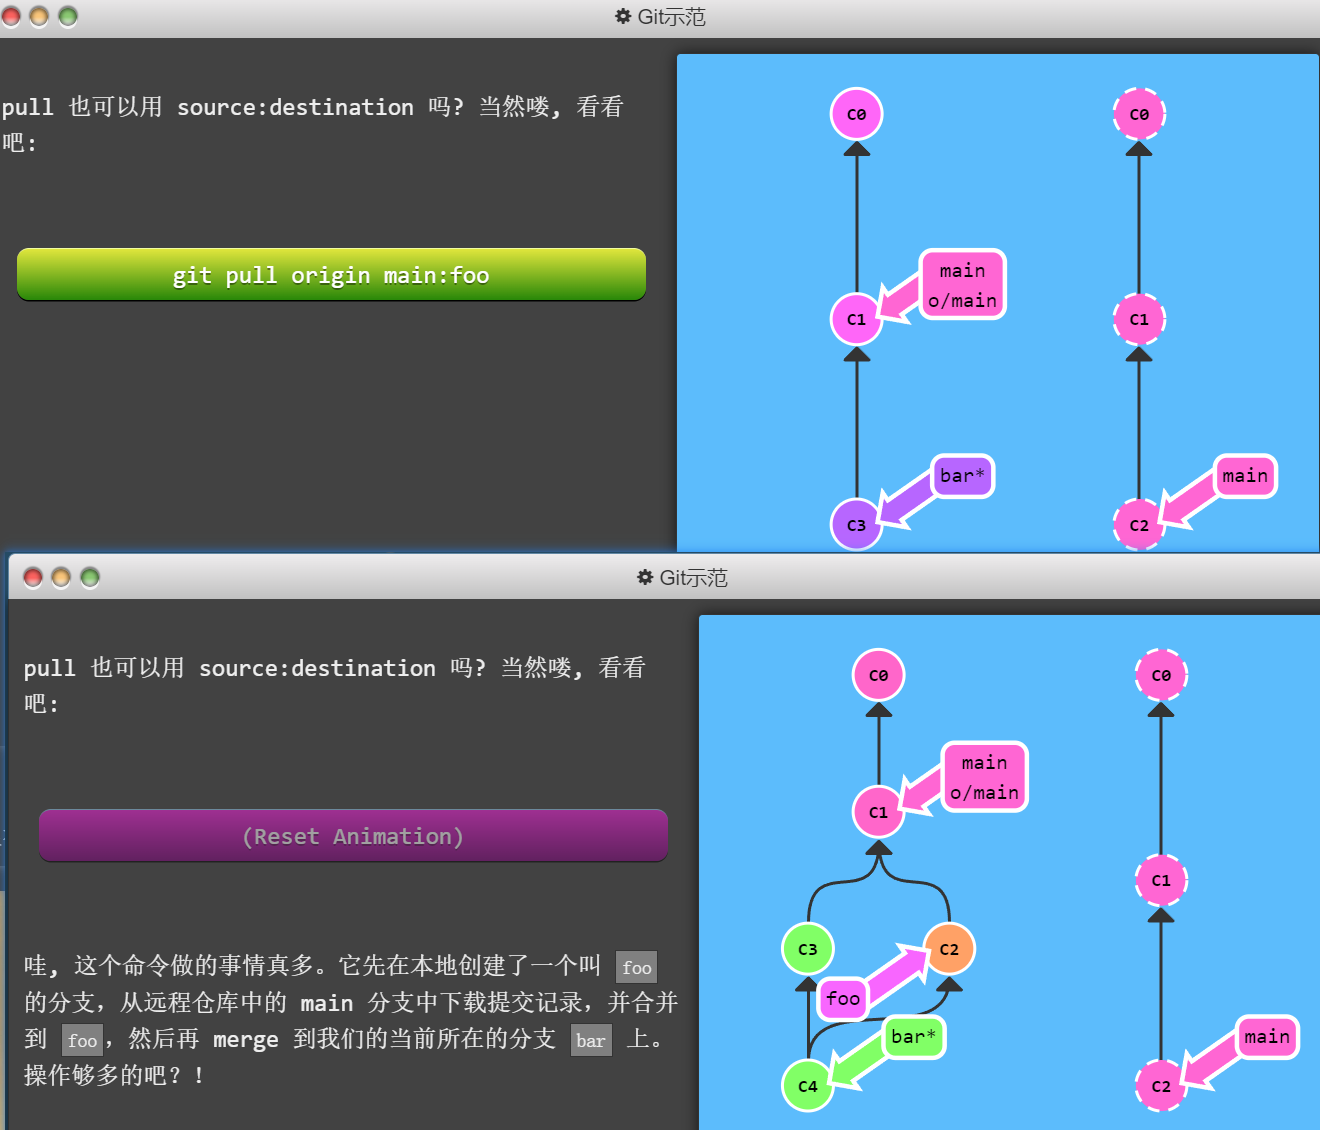 Git示范
pull 也可以用 source:destination 吗? 当然喽, 看看
吧:
git pull origin main:foo
C0
C0
main
o/main
C1
C1
bar*
main
C3
C2
Git示范
pull 也可以用 source:destination 吗? 当然喽, 看看
吧:
(Reset Animation)
哇, 这个命令做的事情真多。它先在本地创建了一个叫 foo
的分支, 从远程仓库中的 main 分支中下载提交记录, 并合并
到 foo, 然后再 merge 到我们的当前所在的分支 bar 上。
操作够多的吧？!
C0
C0
main
o/main
C1
C1
C3
C2
foo
bar*
main
C4
C2